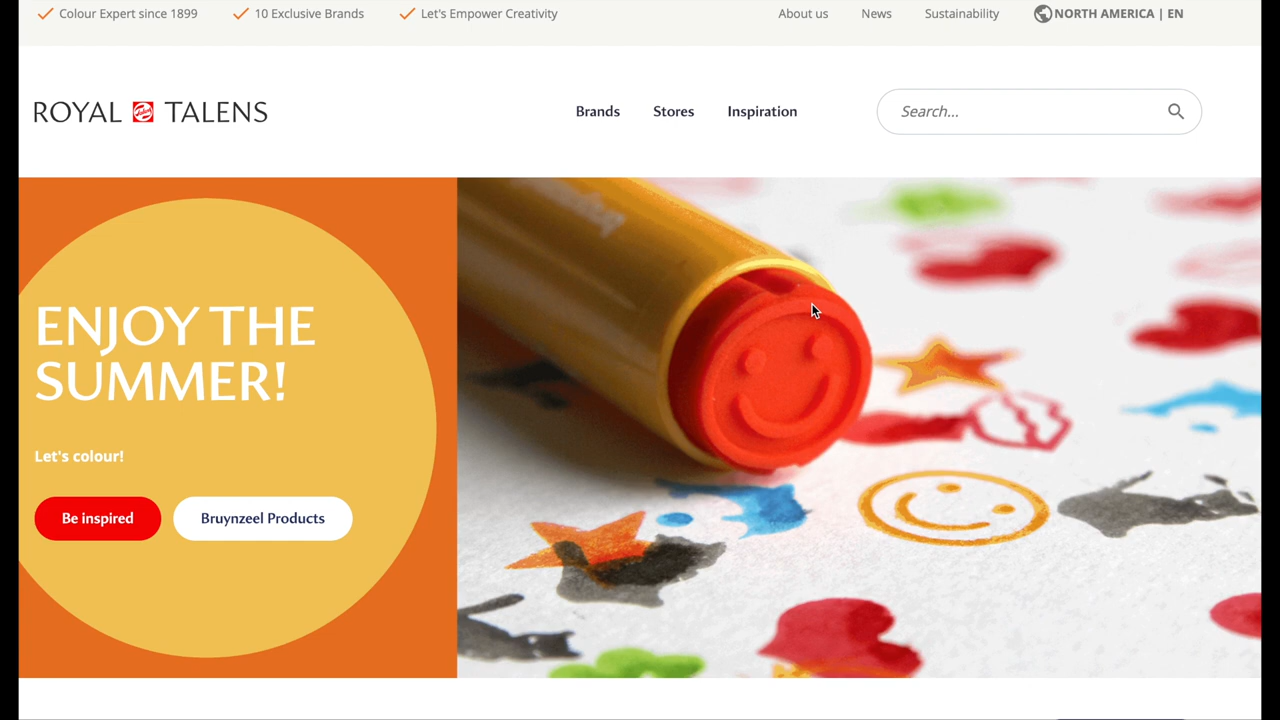 Colour Expert since 1899
10 Exclusive Brands
Let's Empower Creativity
About us
News
Sustainability
NORTH AMERICA | EN
ROYAL TALENS
Brands
Stores
Inspiration
Search...
ENJOY THE
SUMMER!
Let's colour!
Be inspired
Bruynzeel Products